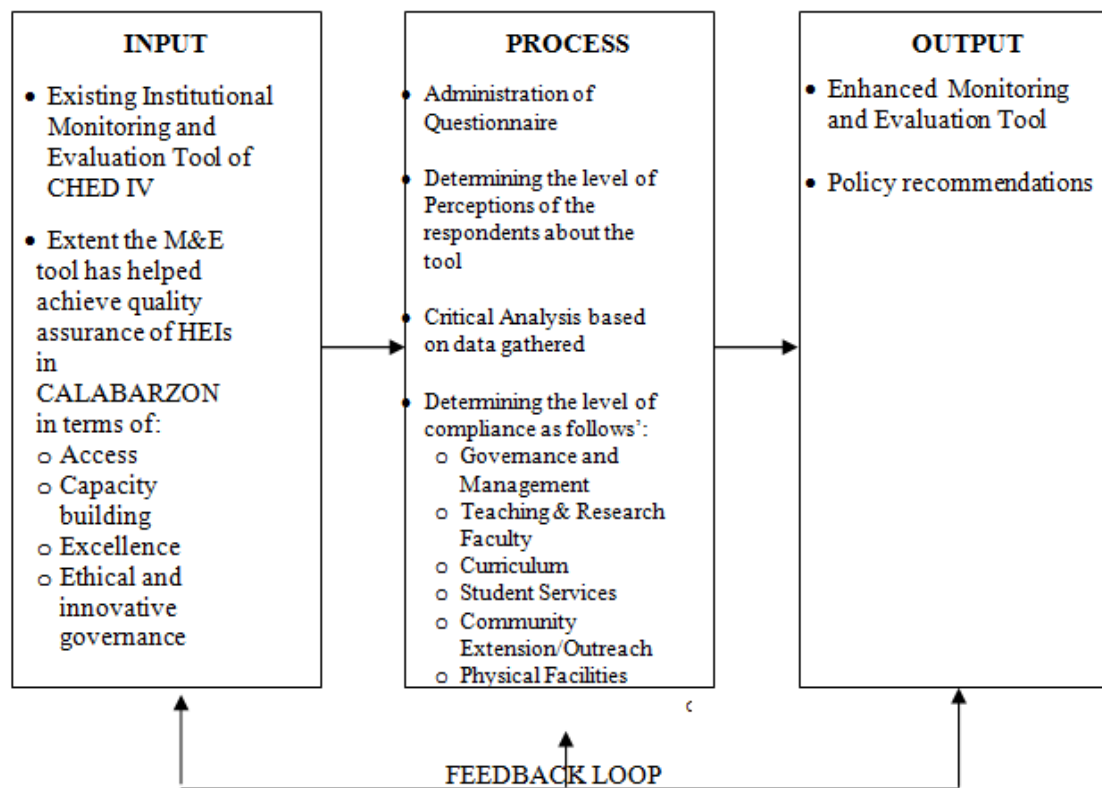 INPUT
• Existing Institutional
Monitoring and
Evaluation Tool of
CHED IV
• Extent the M&E
tool has helped
achieve quality
assurance of HEIs
in
CALABARZON
in terms of:
o Access
o Capacity
building
o Excellence
o Ethical and
innovative
governance
PROCESS
• Administration of
Questionnaire
• Determining the level of
Perceptions of the
respondents about the
tool
• Critical Analysis based
on data gathered
• Determining the level of
compliance as follows’:
o Governance and
Management
o Teaching & Research
Faculty
o Curriculum
o Student Services
o Community
Extension/Outreach
o Physical Facilities
OUTPUT
• Enhanced Monitoring
and Evaluation Tool
• Policy recommendations
FEEDBACK LOOP